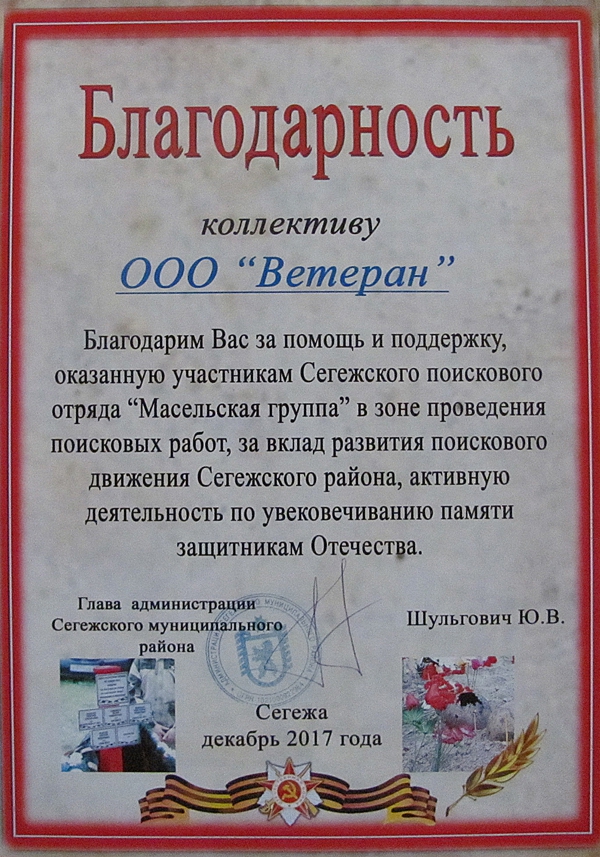 Благодарность
коллективу
ООО “Ветеран”
Благодарим Вас за помощь и поддержку,
оказанную участникам Сегежского поискового
отряда “Масельская группа” в зоне проведения
поисковых работ, за вклад развития поискового
движения Сегежского района, активную
деятельность по увековечиванию памяти
защитникам Отечества.
Глава администрации
Сегежского муниципального
района
Шульгович Ю.В.
Сегежа
декабрь 2017 года